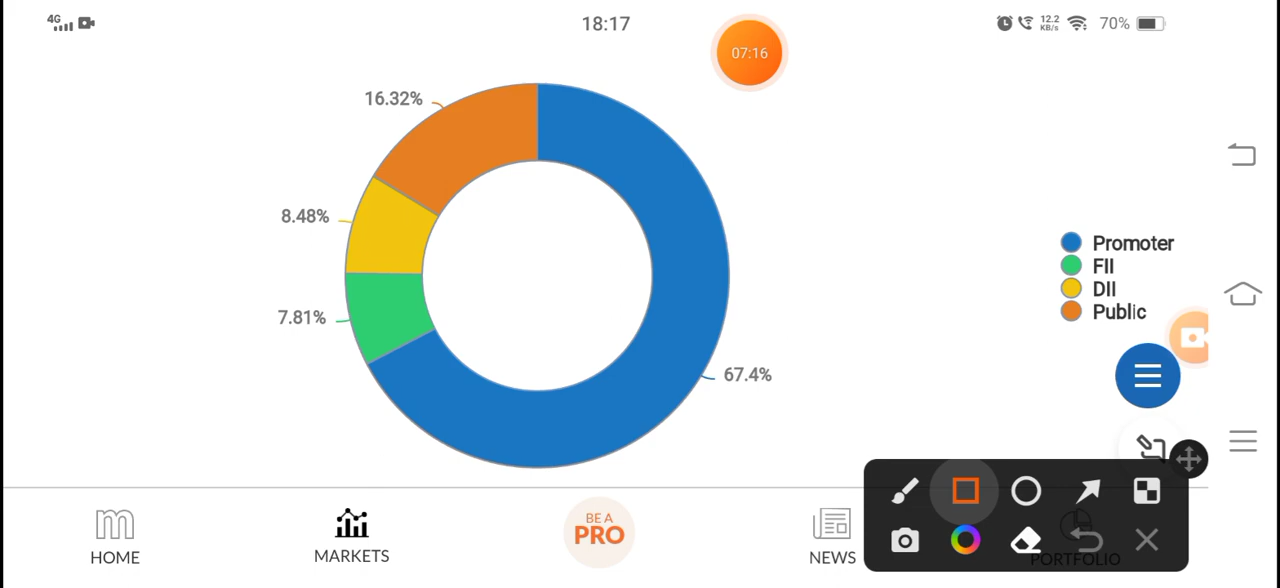 4G 18:17 12.2 KB/s 70%
07:16
16.32%
8.48%
7.81%
67.4%
Promoter
FII
DII
Public
BE A
PRO
HOME
MARKETS
NEWS
PORTFOLIO